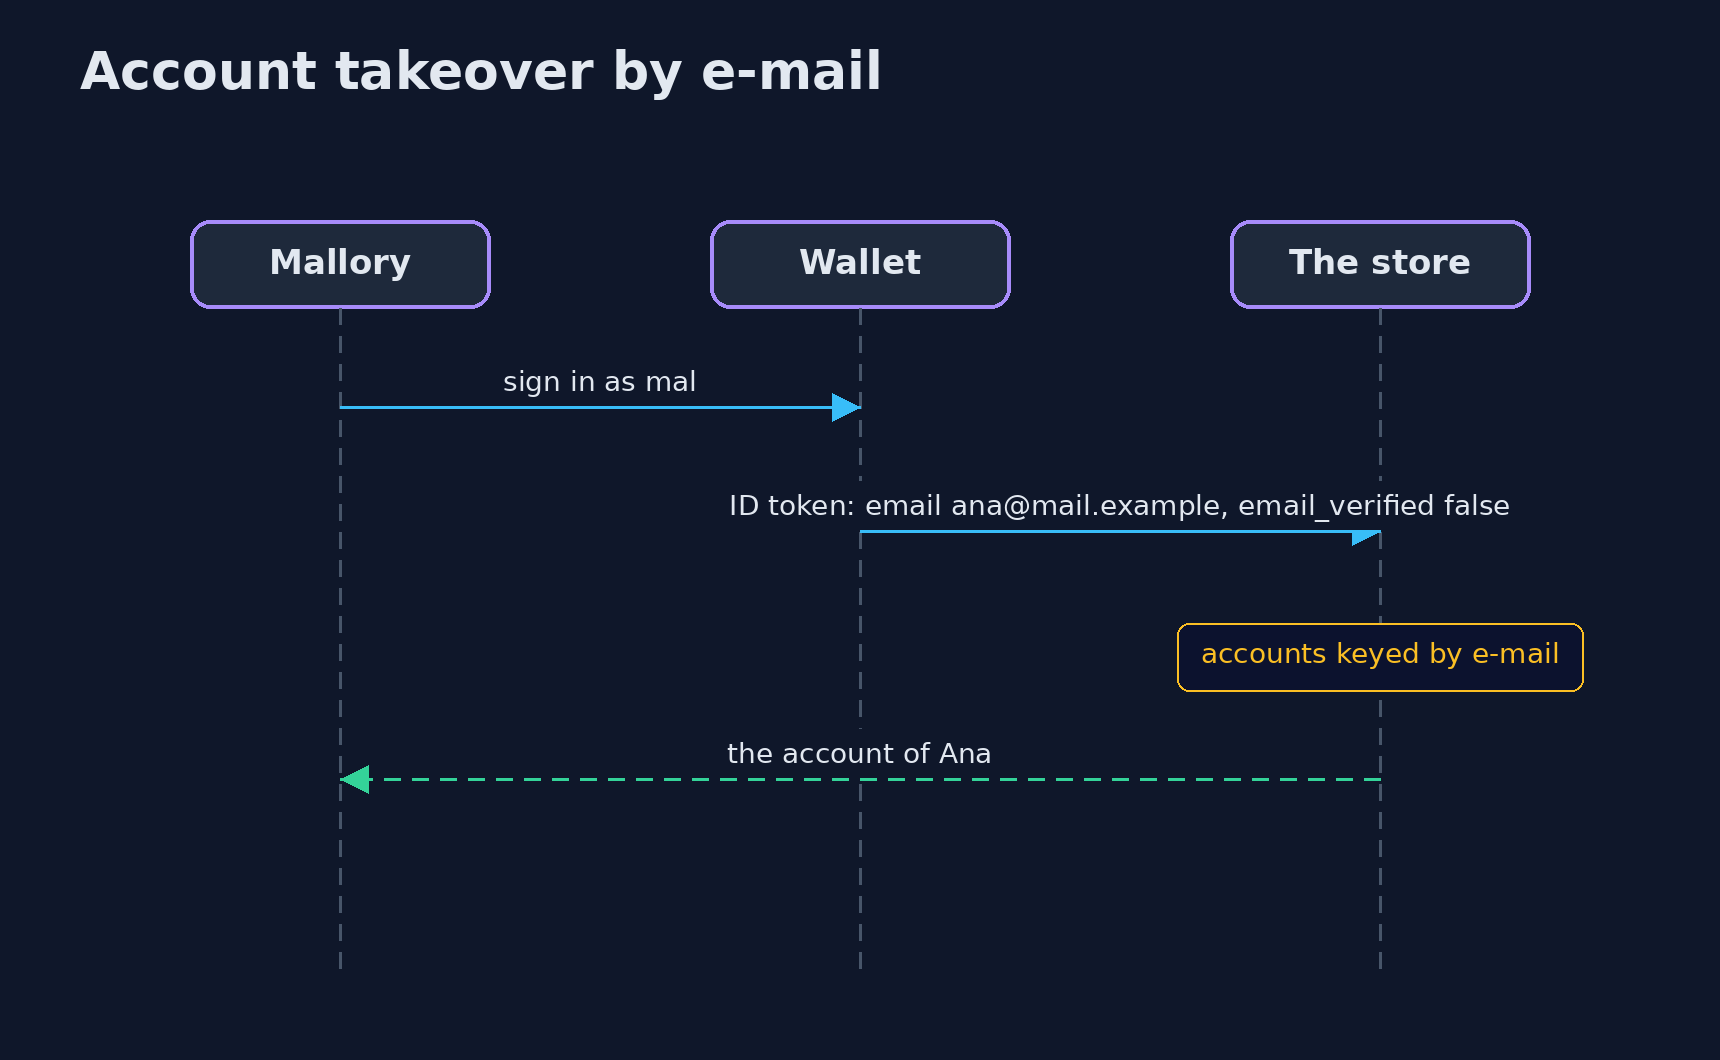 Account takeover by e-mail
Mallory
Wallet
The store
sign in as mal
ID token: email ana@mail.example, email_verified false
accounts keyed by e-mail
the account of Ana